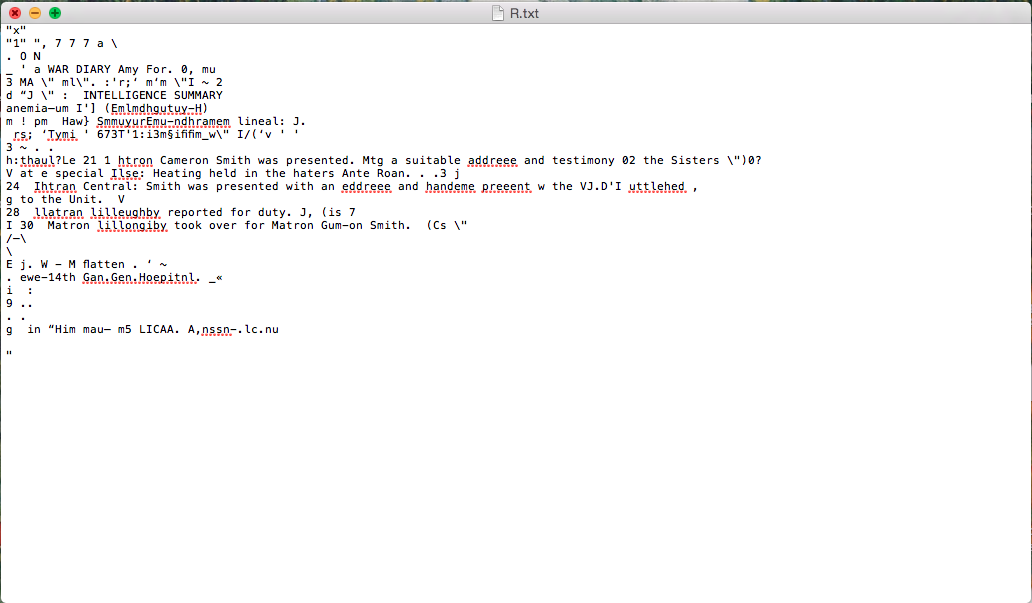 R.txt
"x"
"1" ", 7 7 7 a \
. O N
_ ' a WAR DIARY Amy For. 0, mu
3 MA \" ml\". :'r;‘ m‘m \"I ~ 2
d “J \" :  INTELLIGENCE SUMMARY
anemia—um I'] (Emlmdhgutuy—H)
m ! pm  Haw} SmmuyurEmu-ndhramem lineal: J.
 rs; ‘Tymi ' 673T'1:i3m§ififim_w\" I/(‘v ' '
3 ~ . .
h:thaul?Le 21 1 htron Cameron Smith was presented. Mtg a suitable addreee and testimony 02 the Sisters \")0?
V at e special Ilse: Heating held in the haters Ante Roan. . .3 j
24  Ihtran Central: Smith was presented with an eddreee and handeme preeent w the VJ.D'I uttlehed ,
g to the Unit.  V
28  llatran lilleughby reported for duty. J, (is 7
I 30  Matron lillongiby took over for Matron Gum-on Smith.  (Cs \"
/—\
\
E j. W — M flatten . ‘ ~
. ewe—14th Gan.Gen.Hoepitnl. _«
i  :
9 ..
. .
g  in “Him mau— m5 LICAA. A,nssn—.lc.nu
"